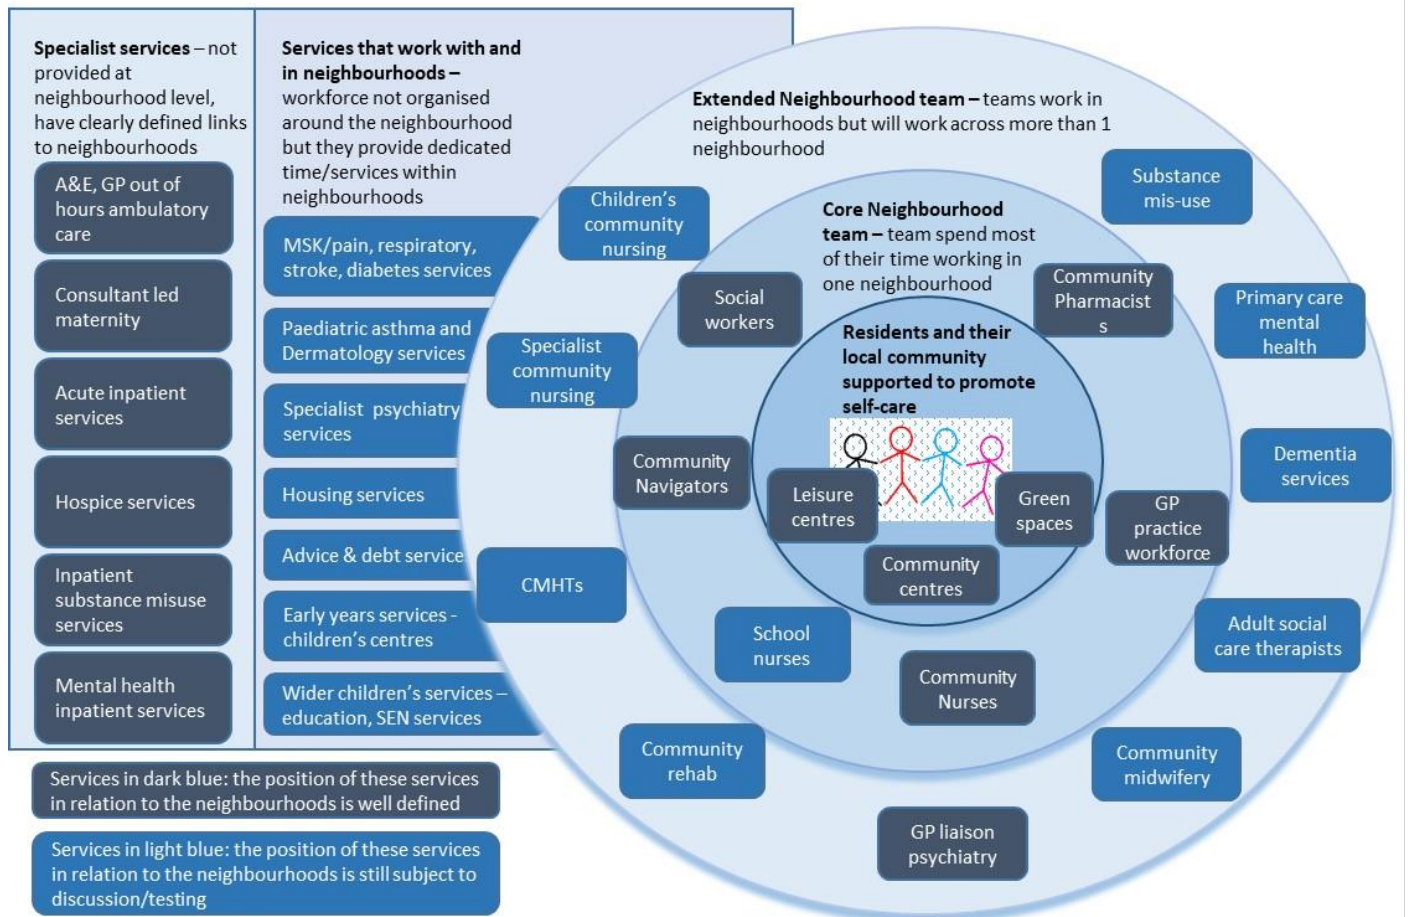 Specialist services – not
provided at
neighbourhood level,
have clearly defined links
to neighbourhoods
A&E, GP out of
hours ambulatory
care
Consultant led
maternity
Acute inpatient
services
Hospice services
Inpatient
substance misuse
services
Mental health
inpatient services
Services that work with and
in neighbourhoods –
workforce not organised
around the neighbourhood
but they provide dedicated
time/services within
neighbourhoods
MSK/pain, respiratory,
stroke, diabetes services
Paediatric asthma and
Dermatology services
Specialist psychiatry
services
Housing services
Advice & debt service
Early years services -
children’s centres
Wider children’s services –
education, SEN services
Extended Neighbourhood team – teams work in
neighbourhoods but will work across more than 1
neighbourhood
Children’s
community
nursing
Substance
mis-use
Specialist
community
nursing
Primary care
mental
health
Dementia
services
CMHTs
Adult social
care therapists
Community
rehab
Community
midwifery
GP liaison
psychiatry
Core Neighbourhood
team – team spend most
of their time working in
one neighbourhood
Social
workers
Community
Pharmacist
s
Community
Navigators
GP
practice
workforce
School
nurses
Community
Nurses
Residents and their
local community
supported to promote
self-care
Leisure
centres
Green
spaces
Community
centres
Services in dark blue: the position of these services
in relation to the neighbourhoods is well defined
Services in light blue: the position of these services
in relation to the neighbourhoods is still subject to
discussion/testing